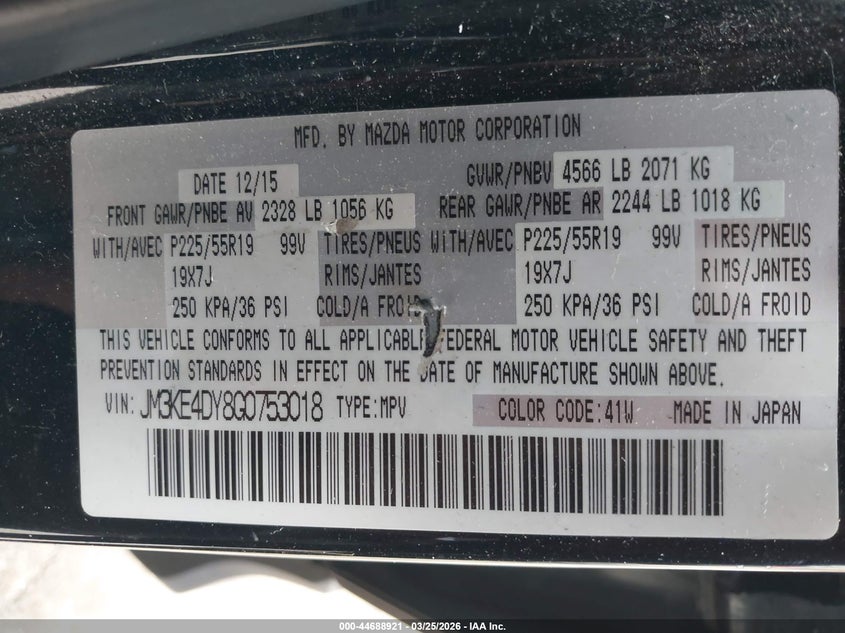 MFD. BY MAZDA MOTOR CORPORATION
DATE 12/15 GVWR/PNBV 4566 LB 2071 KG
FRONT GAWR/PNBE AV 2328 LB 1056 KG REAR GAWR/PNBE AR 2244 LB 1018 KG
WITH/AVEC P225/55R19 99V TIRES/PNEUS WITH/AVEC P225/55R19 99V TIRES/PNEUS
19X7J RIMS/JANTES 19X7J RIMS/JANTES
250 KPA/36 PSI COLD/A FROID 250 KPA/36 PSI COLD/A FROID
THIS VEHICLE CONFORMS TO ALL APPLICABLE FEDERAL MOTOR VEHICLE SAFETY AND THEFT
PREVENTION STANDARDS IN EFFECT ON THE DATE OF MANUFACTURE SHOWN ABOVE.
VIN: JM3KE4DY8G0753018 TYPE:MPV COLOR CODE:41W MADE IN JAPAN
000-44688921 - 03/25/2026 - IAA Inc.